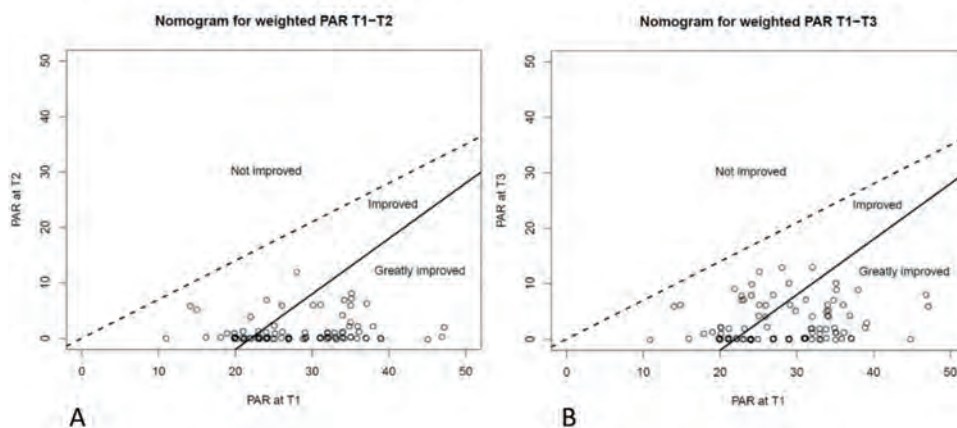 Nomogram for weighted PAR T1−T2
50
40
30
20
10
0
PAR at T2
Not improved
Improved
Greatly improved
0 10 20 30 40 50
PAR at T1
A
Nomogram for weighted PAR T1−T3
50
40
30
20
10
0
PAR at T3
Not improved
Improved
Greatly improved
0 10 20 30 40 50
PAR at T1
B